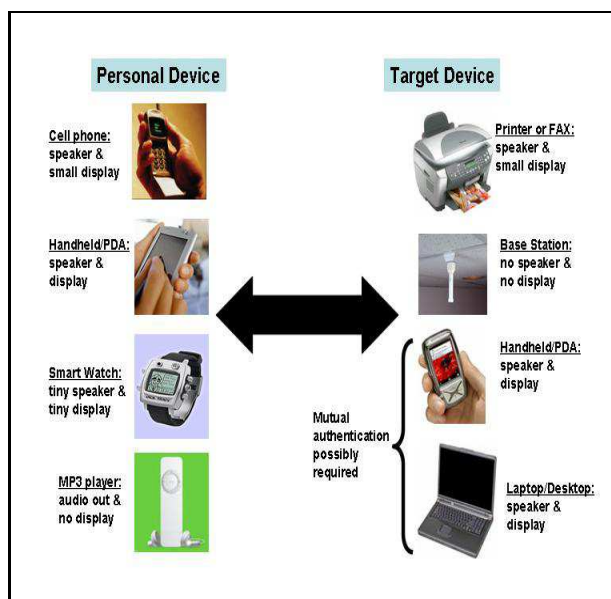 Personal Device
Target Device
Cell phone:
speaker &
small display
Printer or FAX:
speaker &
small display
Handheld/PDA:
speaker &
display
Base Station:
no speaker &
no display
Smart Watch:
tiny speaker &
tiny display
Handheld/PDA:
speaker &
display
Mutual
authentication
possibly
required
MP3 player:
audio out &
no display
Laptop/Desktop:
speaker &
display